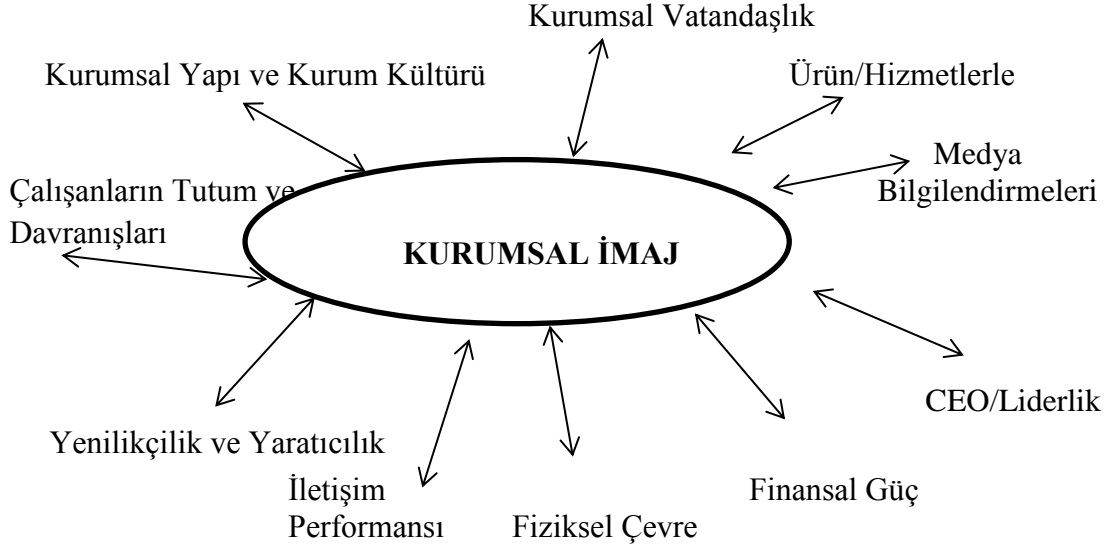 Kurumsal Vatandaşlık
Kurumsal Yapı ve Kurum Kültürü
Ürün/Hizmetlerle
Medya
Bilgilendirmeleri
Çalışanların Tutum ve
Davranışları
KURUMSAL İMAJ
CEO/Liderlik
Yenilikçilik ve Yaratıcılık
İletişim
Performansı
Finansal Güç
Fiziksel Çevre